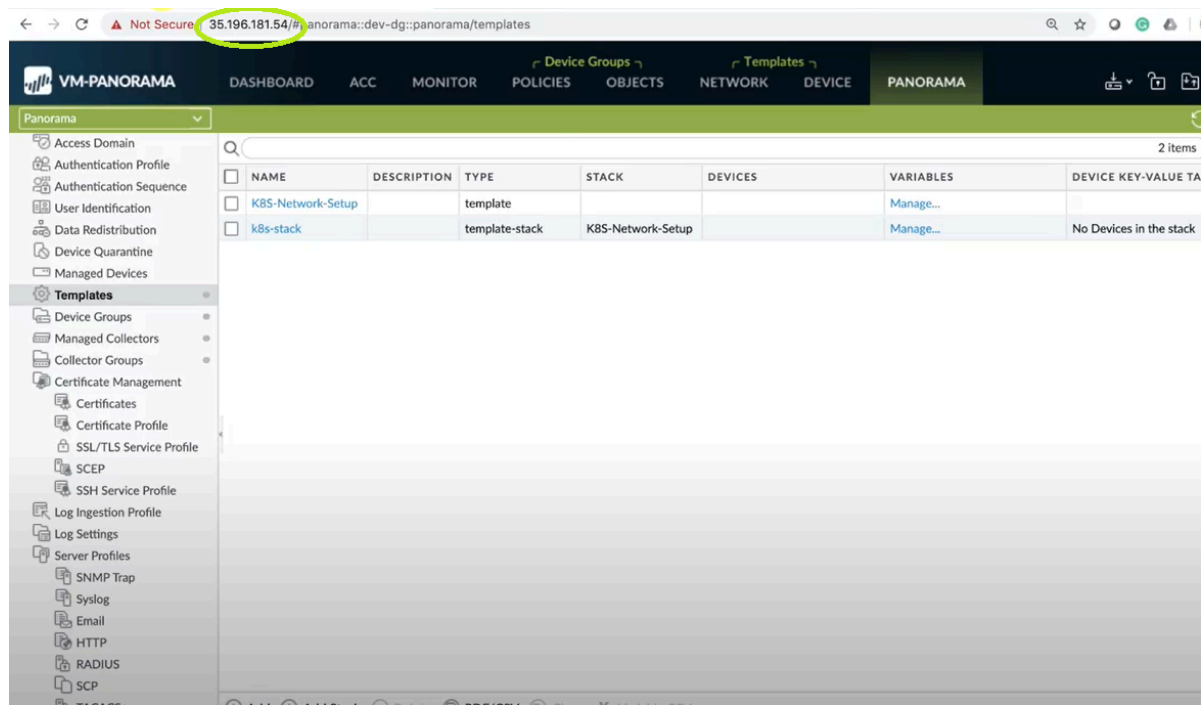 Not Secure 35.196.181.54/#panorama::dev-dg::panorama/templates
Device Groups Templates
VM-PANORAMA DASHBOARD ACC MONITOR POLICIES OBJECTS NETWORK DEVICE PANORAMA
Panorama
Access Domain
Authentication Profile
Authentication Sequence
User Identification
Data Redistribution
Device Quarantine
Managed Devices
Templates
Device Groups
Managed Collectors
Collector Groups
Certificate Management
Certificates
Certificate Profile
SSL/TLS Service Profile
SCEP
SSH Service Profile
Log Ingestion Profile
Log Settings
Server Profiles
SNMP Trap
Syslog
Email
HTTP
RADIUS
SCP
2 items
NAME DESCRIPTION TYPE STACK DEVICES VARIABLES DEVICE KEY-VALUE TA
K8S-Network-Setup template Manage...
k8s-stack template-stack K8S-Network-Setup Manage... No Devices in the stack